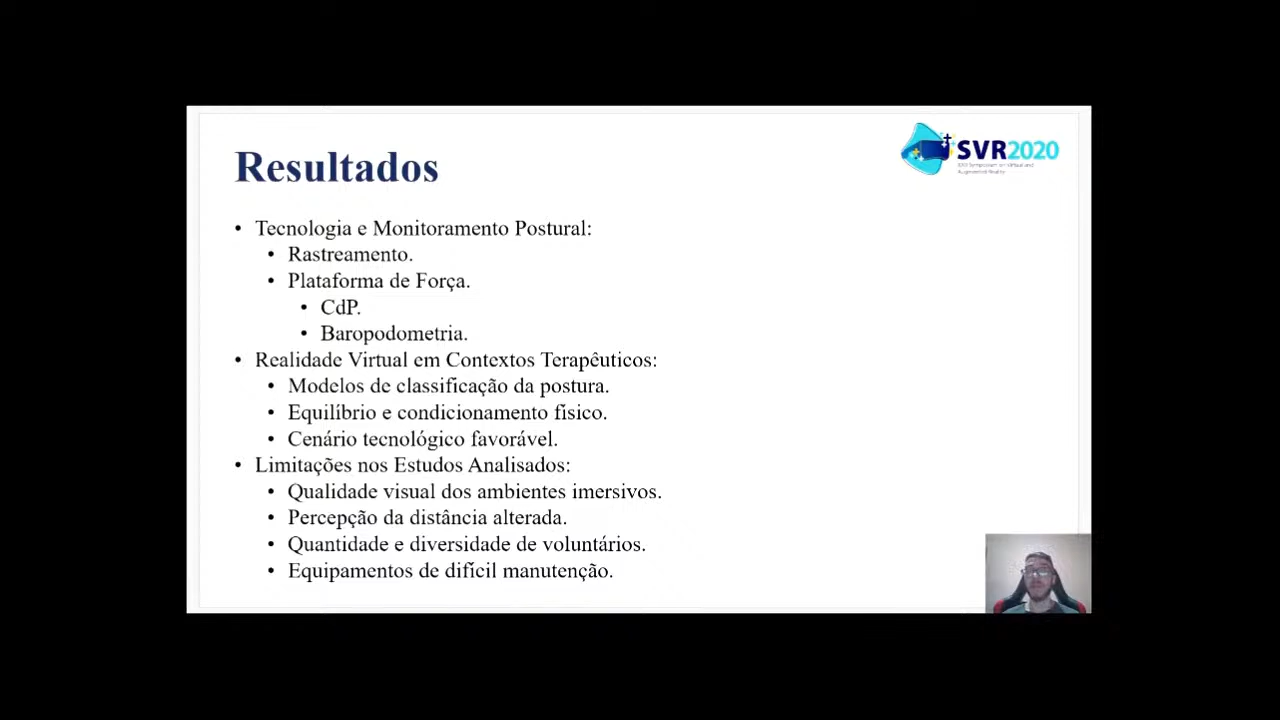 Resultados
SVR2020
Augmented Reality
• Tecnologia e Monitoramento Postural:
• Rastreamento.
• Plataforma de Força.
• CdP.
• Baropodometria.
• Realidade Virtual em Contextos Terapêuticos:
• Modelos de classificação da postura.
• Equilíbrio e condicionamento físico.
• Cenário tecnológico favorável.
• Limitações nos Estudos Analisados:
• Qualidade visual dos ambientes imersivos.
• Percepção da distância alterada.
• Quantidade e diversidade de voluntários.
• Equipamentos de difícil manutenção.